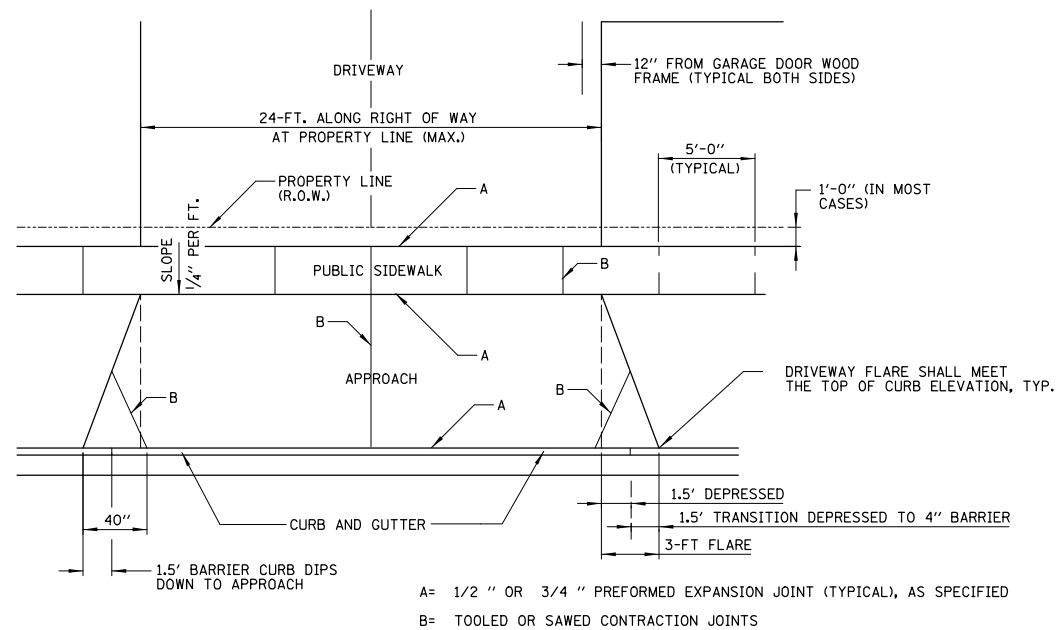 DRIVEWAY
12" FROM GARAGE DOOR WOOD
FRAME (TYPICAL BOTH SIDES)
24-FT. ALONG RIGHT OF WAY
AT PROPERTY LINE (MAX.)
5'-0"
(TYPICAL)
PROPERTY LINE
(R.O.W.)
A
1'-0" (IN MOST
CASES)
SLOPE
1/4" PER FT.
PUBLIC SIDEWALK
B
B
A
APPROACH
DRIVEWAY FLARE SHALL MEET
THE TOP OF CURB ELEVATION, TYP.
B
B
A
1.5' DEPRESSED
40"
CURB AND GUTTER
1.5' TRANSITION DEPRESSED TO 4" BARRIER
3-FT FLARE
1.5' BARRIER CURB DIPS
DOWN TO APPROACH
A= 1/2 " OR 3/4 " PREFORMED EXPANSION JOINT (TYPICAL), AS SPECIFIED
B= TOOLED OR SAWED CONTRACTION JOINTS